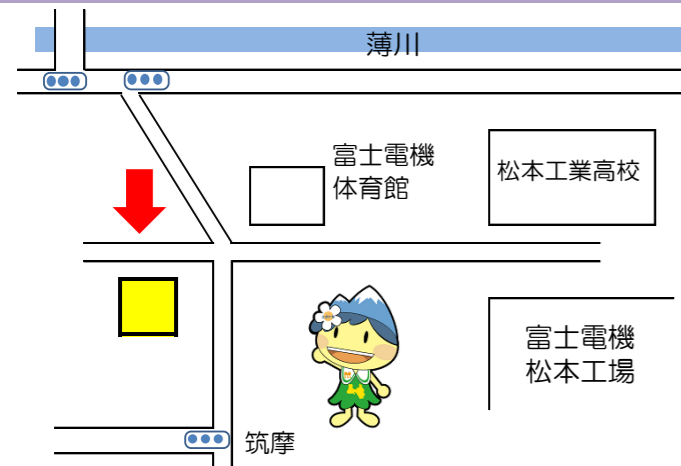 薄川
富士電機
体育館
松本工業高校
富士電機
松本工場
筑摩